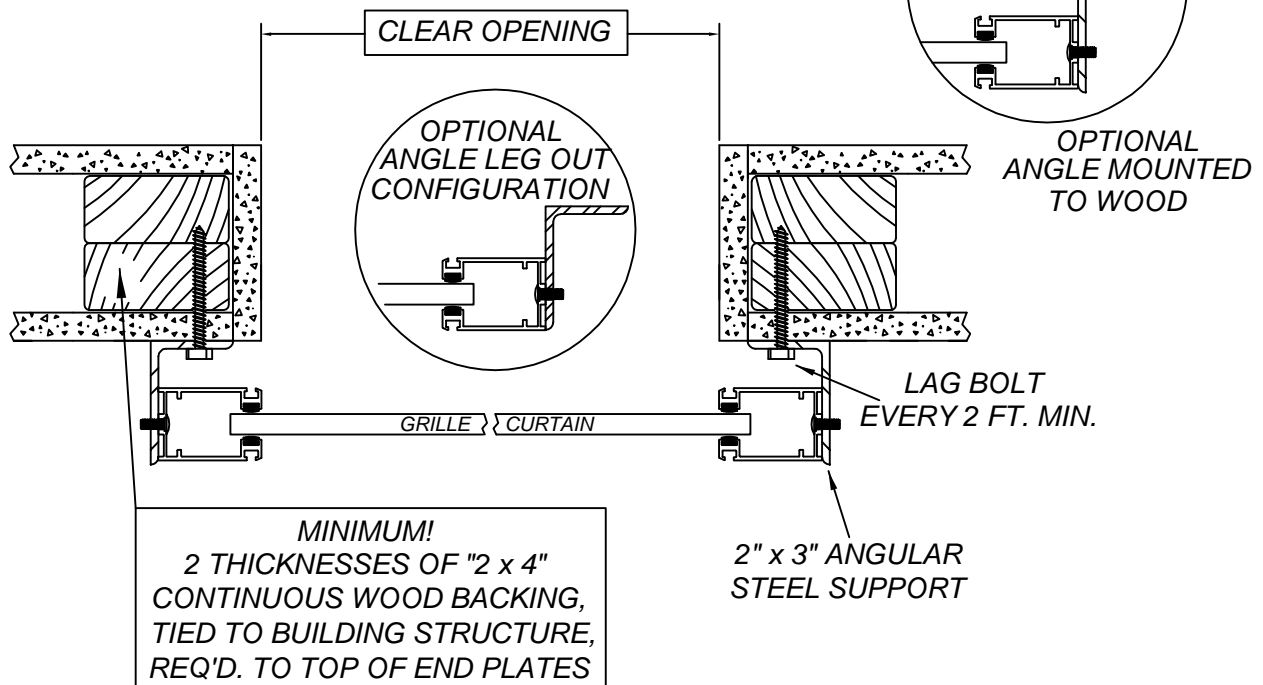 CLEAR OPENING
OPTIONAL
ANGLE LEG OUT
CONFIGURATION
OPTIONAL
ANGLE MOUNTED
TO WOOD
LAG BOLT
EVERY 2 FT. MIN.
GRILLE CURTAIN
MINIMUM!
2 THICKNESSES OF "2 x 4"
CONTINUOUS WOOD BACKING,
TIED TO BUILDING STRUCTURE,
REQ'D. TO TOP OF END PLATES
2" x 3" ANGULAR
STEEL SUPPORT